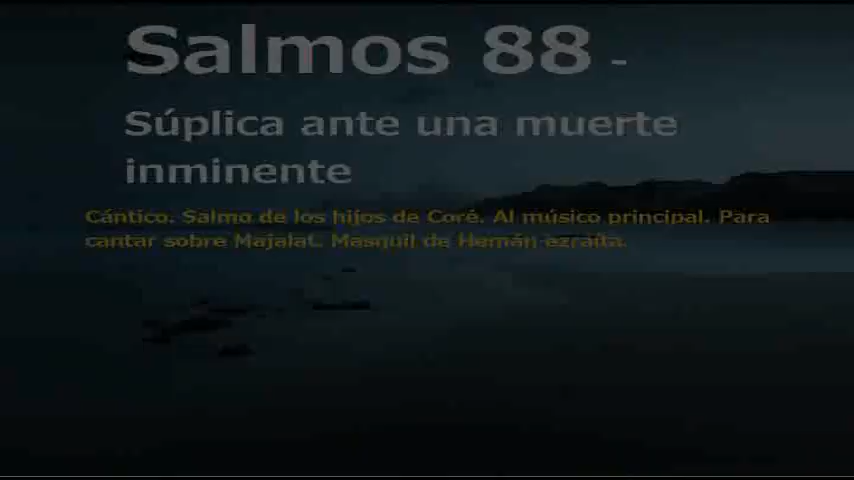 Salmos 88 -
Súplica ante una muerte
inminente
Cántico. Salmo de los hijos de Coré. Al músico principal. Para
cantar sobre Majalat. Masquil de Hemán ezraíta.